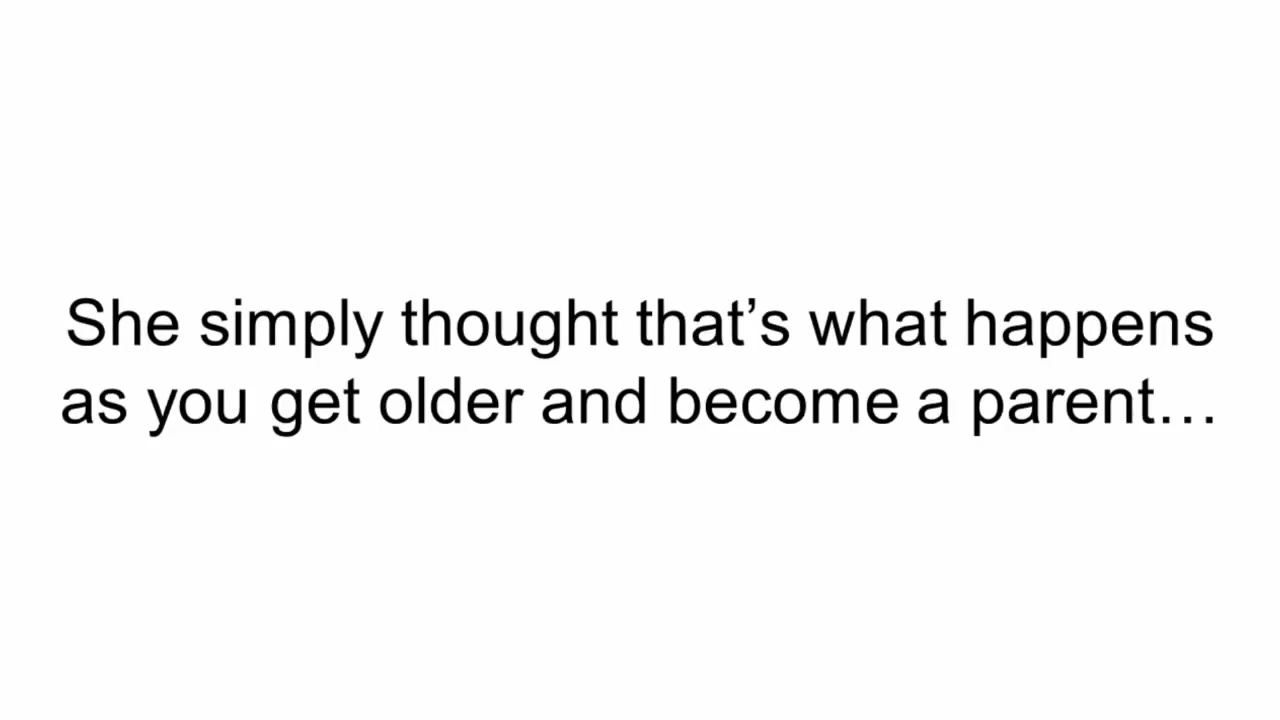 She simply thought that’s what happens
as you get older and become a parent…